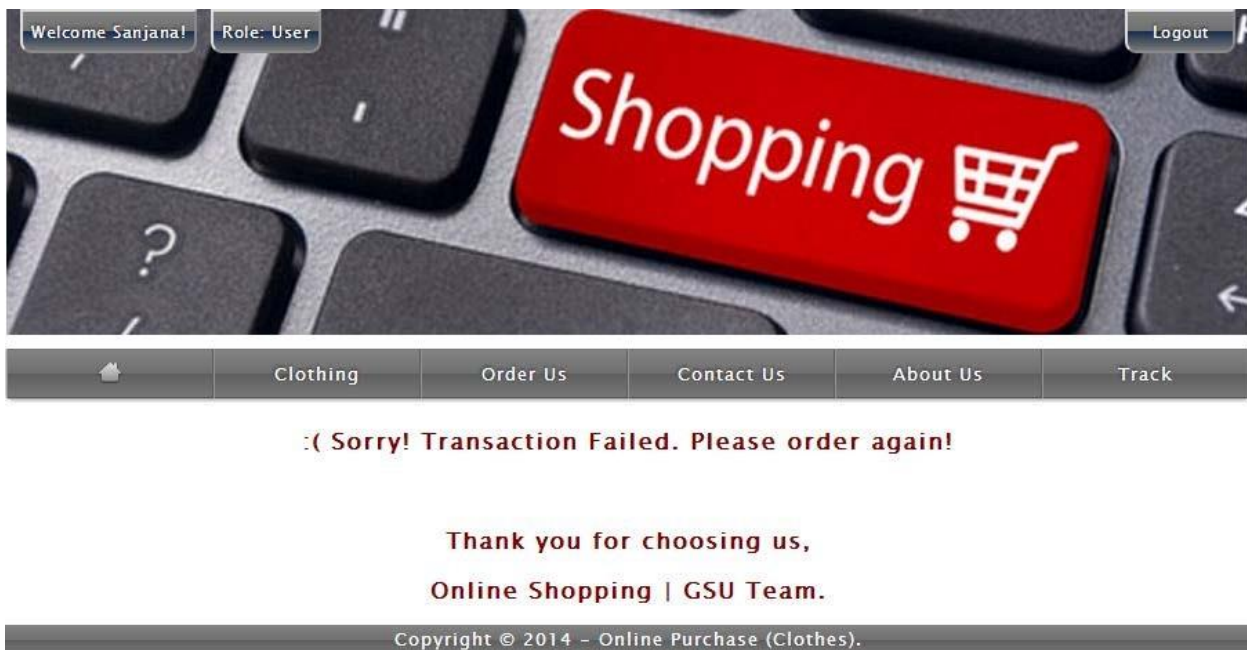 Welcome Sanjana!
Role: User
Logout
Shopping
?
Clothing
Order Us
Contact Us
About Us
Track
:( Sorry! Transaction Failed. Please order again!
Thank you for choosing us,
Online Shopping | GSU Team.
Copyright © 2014 – Online Purchase (Clothes).